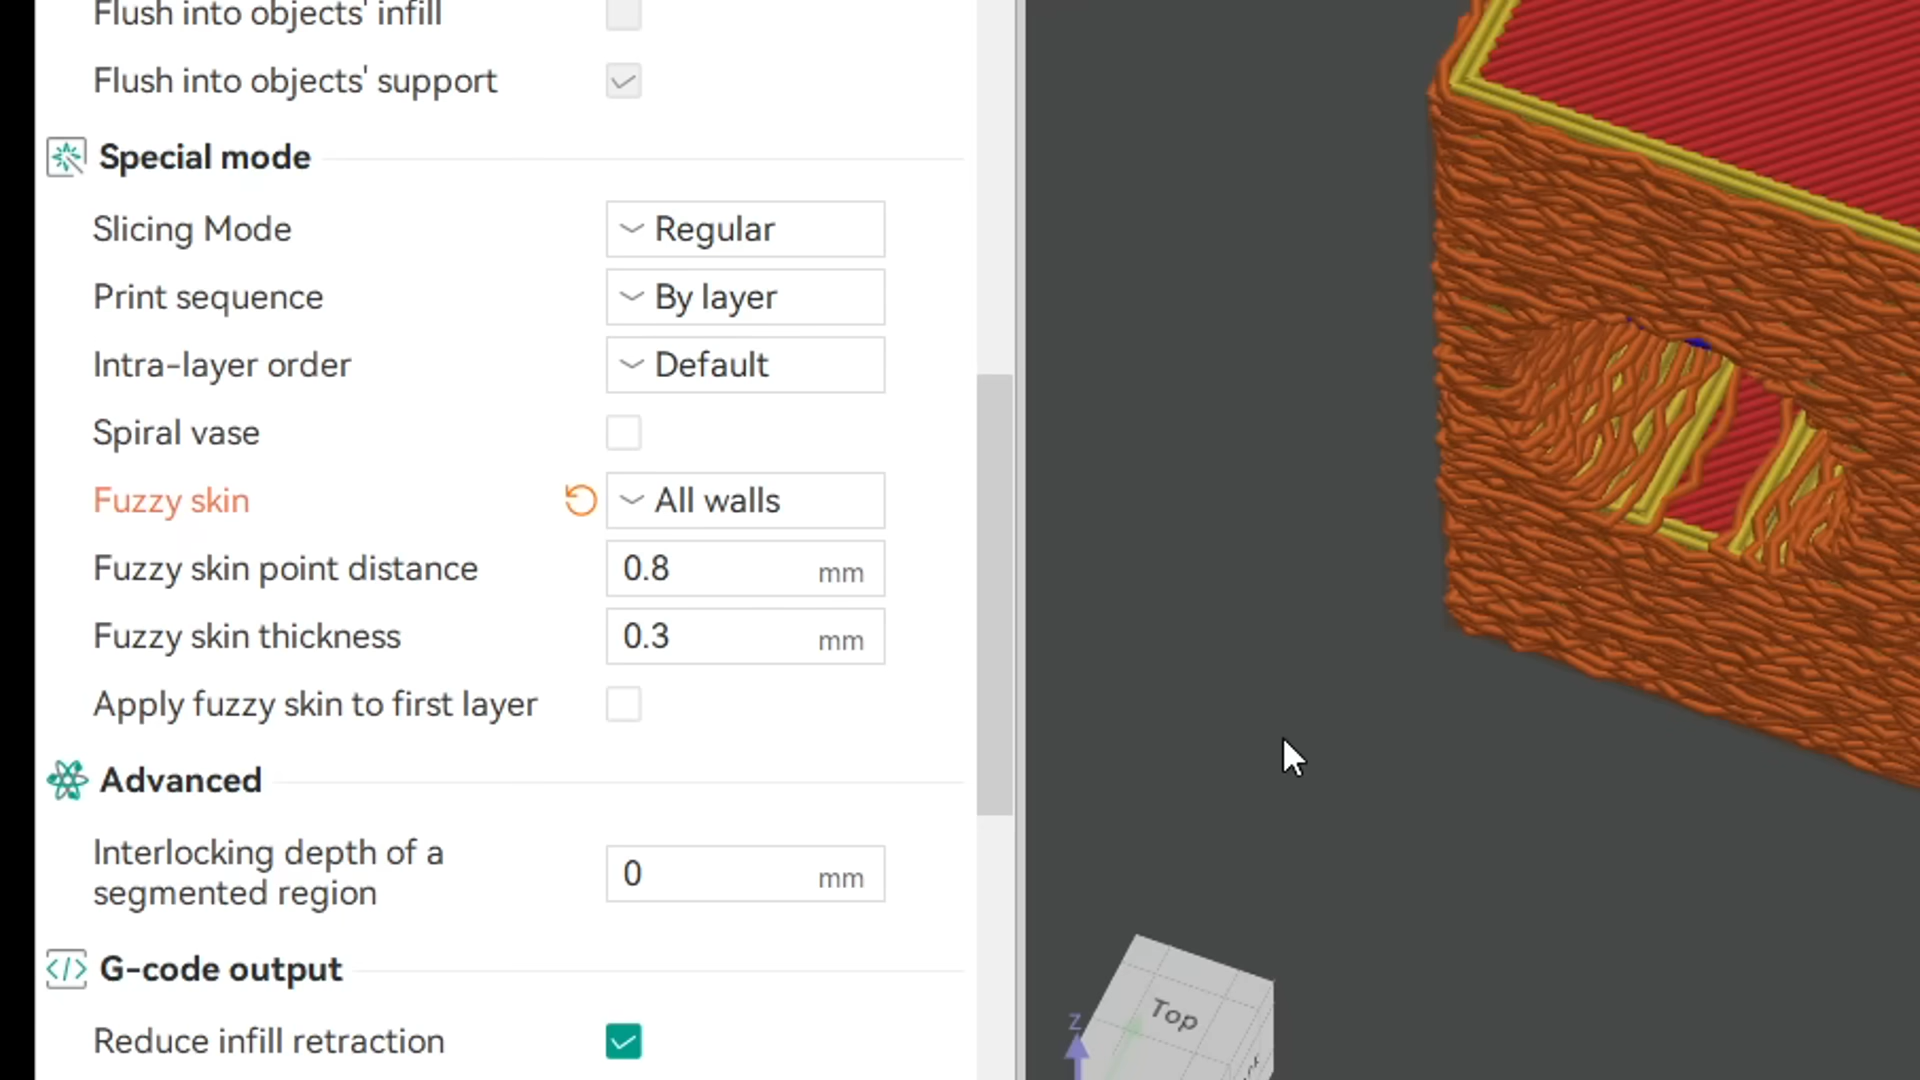 Flush into objects' infill
Flush into objects' support
Special mode
Slicing Mode
Regular
Print sequence
By layer
Intra-layer order
Default
Spiral vase
Fuzzy skin
All walls
Fuzzy skin point distance
0.8 mm
Fuzzy skin thickness
0.3 mm
Apply fuzzy skin to first layer
Advanced
Interlocking depth of a
segmented region
0 mm
G-code output
Reduce infill retraction
Top
Z